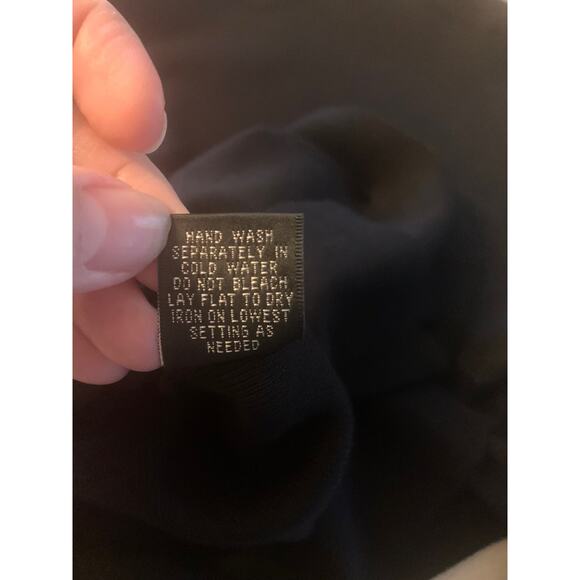 HAND WASH
SEPARATELY IN
COLD WATER
DO NOT BLEACH
LAY FLAT TO DRY
IRON ON LOWEST
SETTING AS
NEEDED